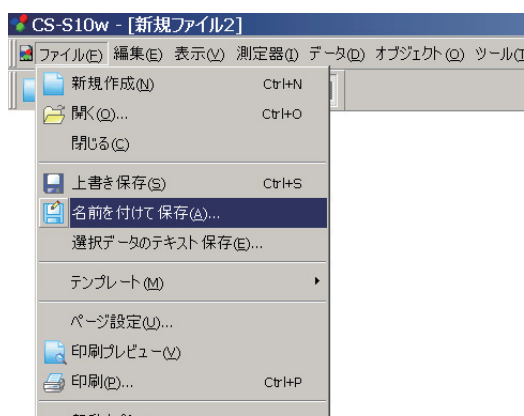 CS-S10w - [新規ファイル2]
ファイル(F) 編集(E) 表示(V) 測定器(I) データ(D) オブジェクト(O) ツール(T
新規作成(N) Ctrl+N
開く(O)... Ctrl+O
閉じる(C)
上書き保存(S) Ctrl+S
名前を付けて保存(A)...
選択データのテキスト保存(E)...
テンプレート(M)
ページ設定(U)...
印刷プレビュー(V)
印刷(P)... Ctrl+P